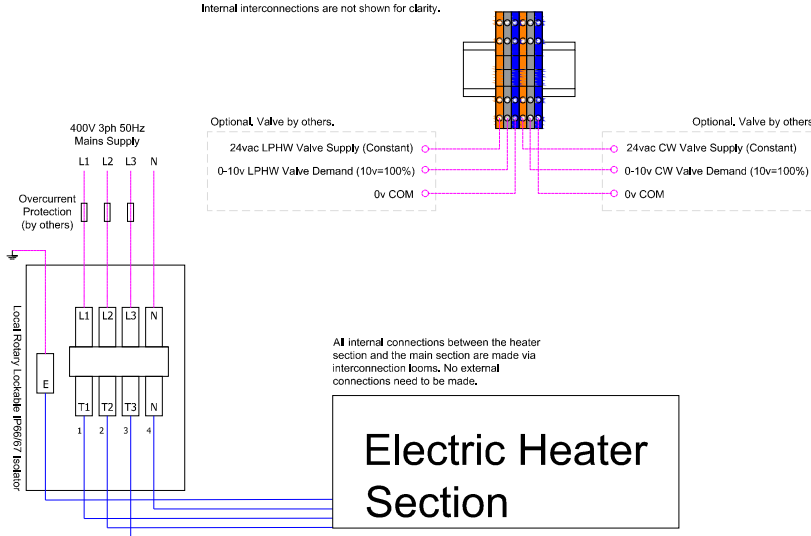 Internal interconnections are not shown for clarity.
Optional. Valve by others.
24vac LPHW Valve Supply (Constant)
0-10v LPHW Valve Demand (10v=100%)
0v COM
Optional. Valve by others
24vac CW Valve Supply (Constant)
0-10v CW Valve Demand (10v=100%)
0v COM
400V 3ph 50Hz
Mains Supply
L1 L2 L3 N
Overcurrent
Protection
(by others)
Local Rotary Lockable IP66/67 Isolator
L1 L2 L3 N
E
T1 T2 T3 N
1 2 3 4
All internal connections between the heater
section and the main section are made via
interconnection looms. No external
connections need to be made.
Electric Heater
Section